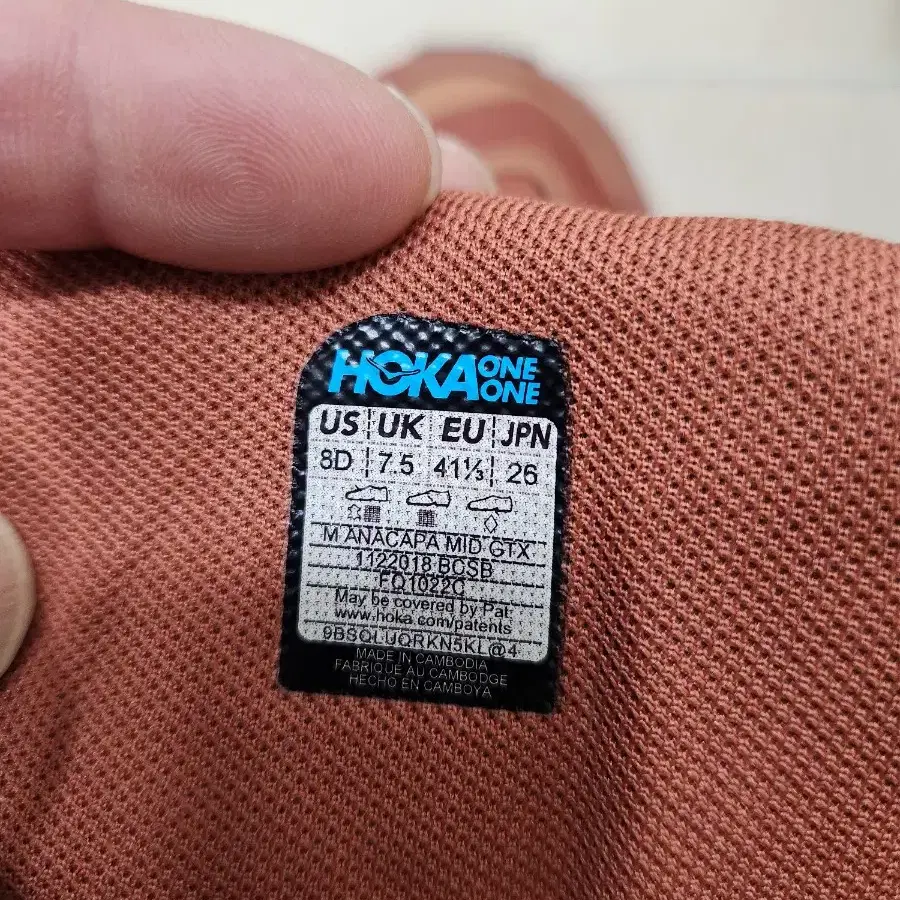 HOKA ONE ONE
US UK EU JPN
8D 7.5 41⅓ 26
M ANACAPA MID GTX
1122018 BCSB
FQ1022C
May be covered by Pat:
www.hoka.com/patents
9BSQLUQRKN5KL@4
MADE IN CAMBODIA
FABRIQUÉ AU CAMBODGE
HECHO EN CAMBOYA